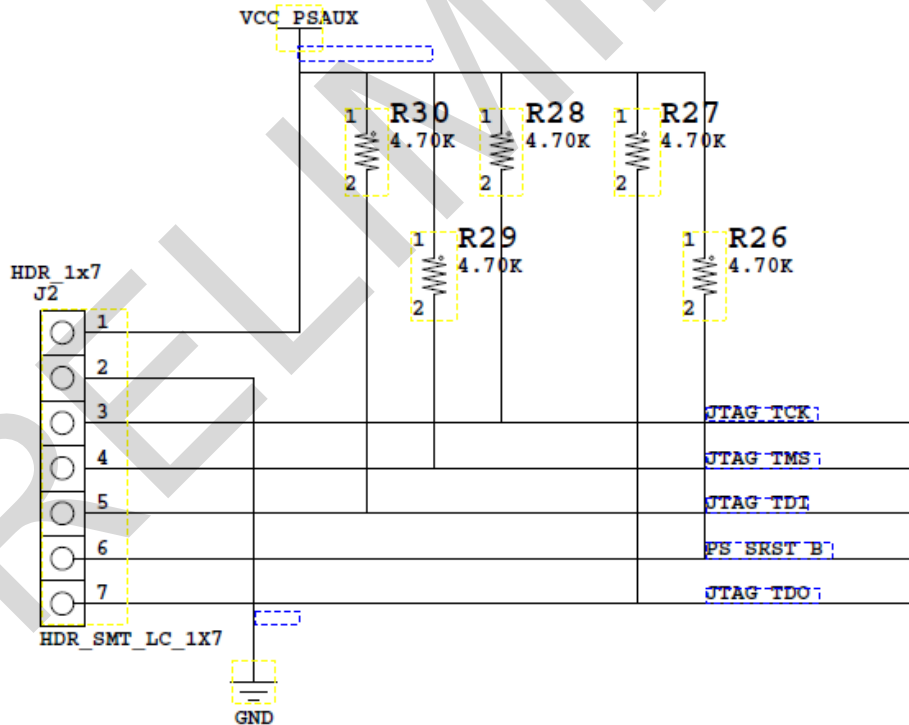 VCC_PSAUX
1 R30
4.70K
2
1 R28
4.70K
2
1 R27
4.70K
2
1 R29
4.70K
2
1 R26
4.70K
2
HDR_1x7
J2
1
2
3 JTAG_TCK
4 JTAG_TMS
5 JTAG_TDI
6 PS_SRST_B
7 JTAG_TDO
HDR_SMT_LC_1X7
GND